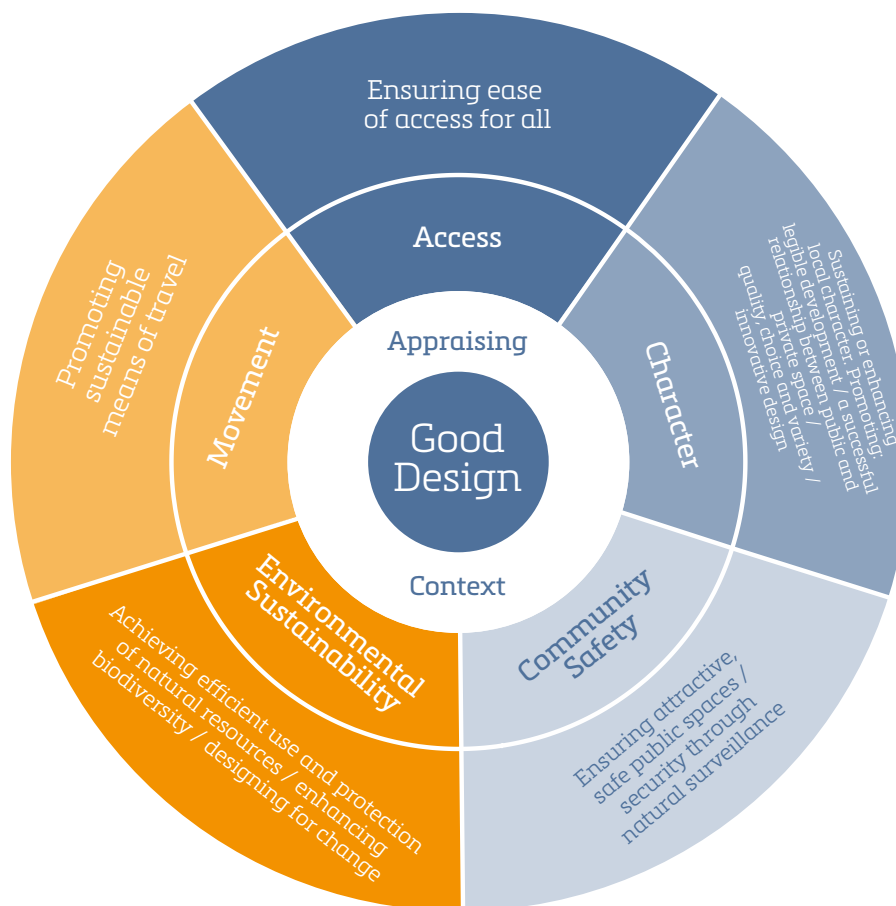 Ensuring ease
of access for all
Access
Sustaining or enhancing
local character. Promoting:
legible development / a successful
relationship between public and
private space /
quality, choice and variety /
innovative design
Character
Ensuring attractive,
safe public spaces /
security through
natural surveillance
Community
Safety
Achieving efficient use and protection
of natural resources / enhancing
biodiversity / designing for change
Environmental
Sustainability
Promoting
sustainable
means of travel
Movement
Appraising
Good
Design
Context